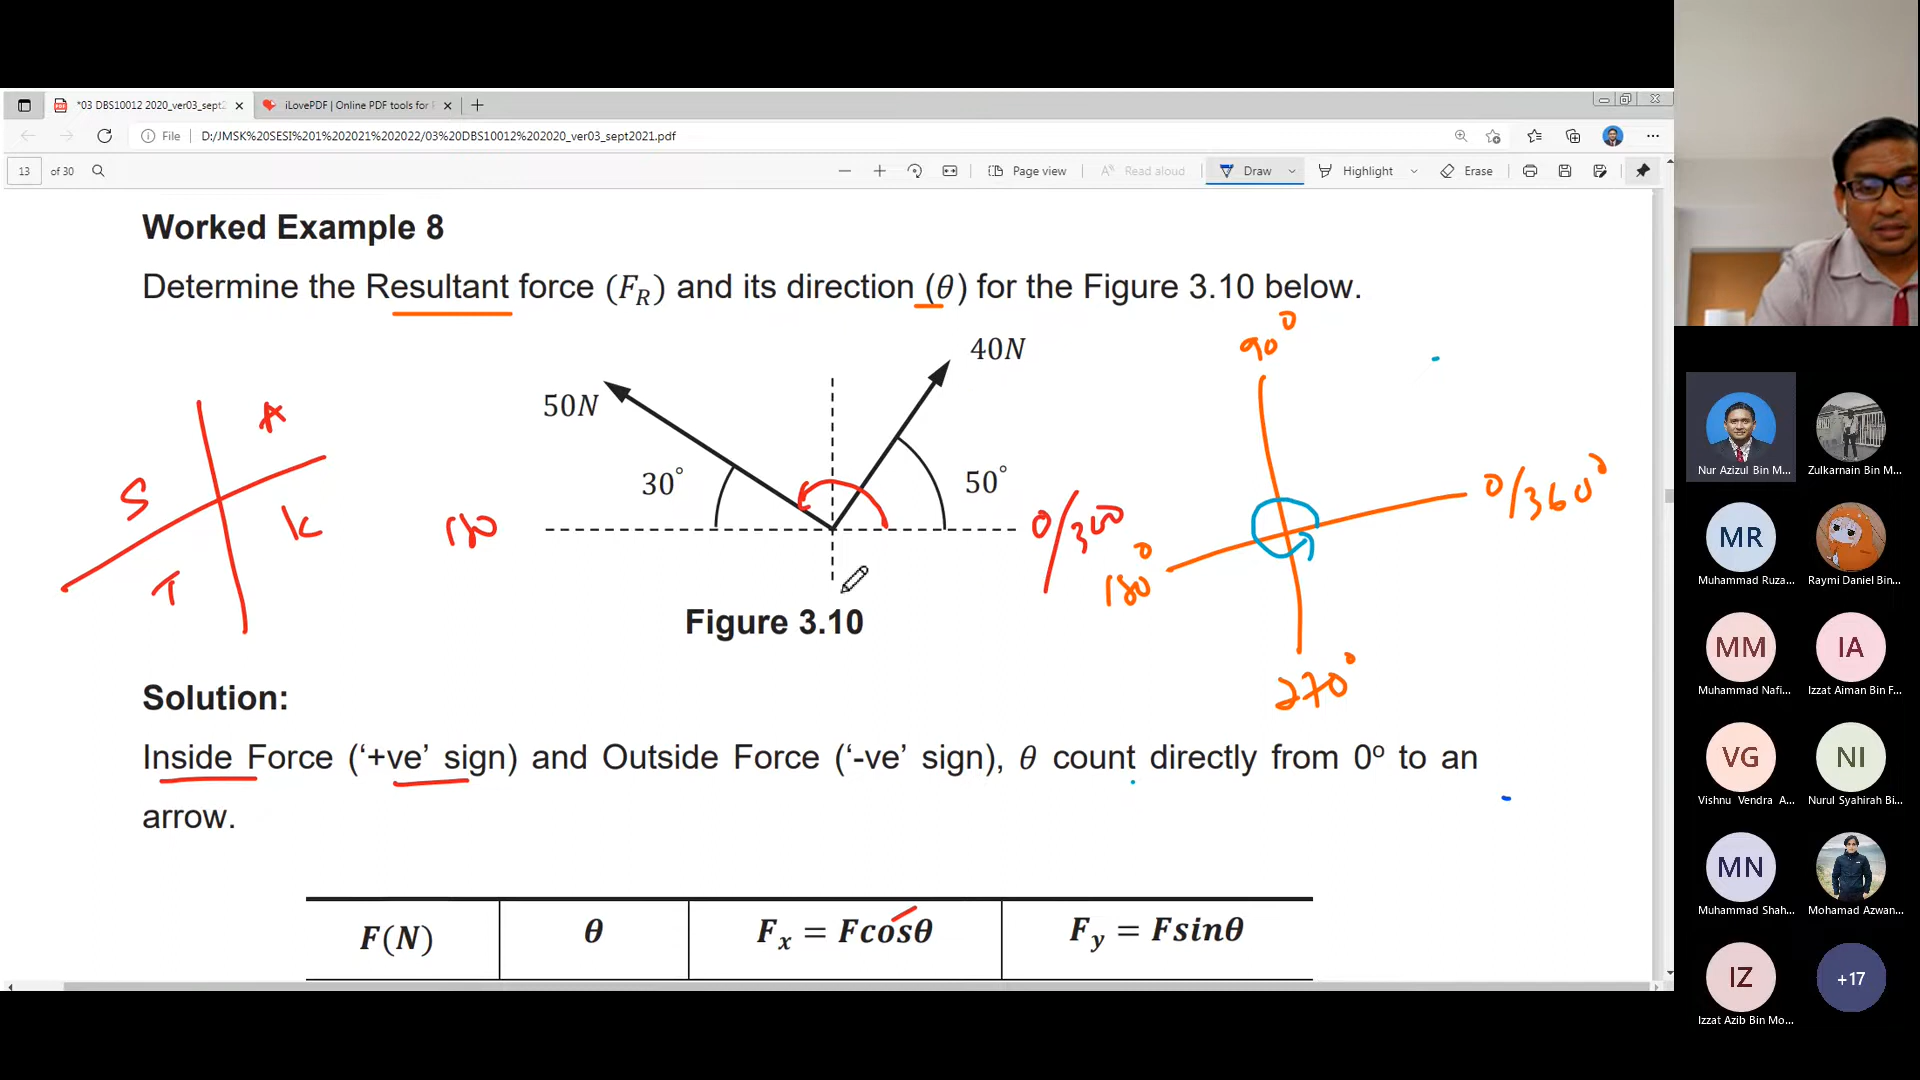 *03 DBS10012 2020_ver03_sept2
iLovePDF | Online PDF tools for
File
D:/JMSK%20SESI%201%202021%202022/03%20DBS10012%202020_ver03_sept2021.pdf
13
of 30
Page view
Read aloud
Draw
Highlight
Erase
Worked Example 8
Determine the Resultant force (F_R) and its direction (θ) for the Figure 3.10 below.
90°
40N
50N
A
S
30°
50°
0/360°
K
180
0/360
T
180°
Figure 3.10
270°
Solution:
Inside Force (‘+ve’ sign) and Outside Force (‘-ve’ sign), θ count directly from 0º to an
arrow.
F(N)
θ
F_x = Fcosθ
F_y = Fsinθ
Nur Azizul Bin M...
Zulkarnain Bin M...
MR
Muhammad Ruza...
Raymi Daniel Bin...
MM
Muhammad Nafi...
IA
Izzat Aiman Bin F...
VG
Vishnu Vendra A...
NI
Nurul Syahirah Bi...
MN
Muhammad Shah...
Mohamad Azwan...
IZ
Izzat Azib Bin Mo...
+17